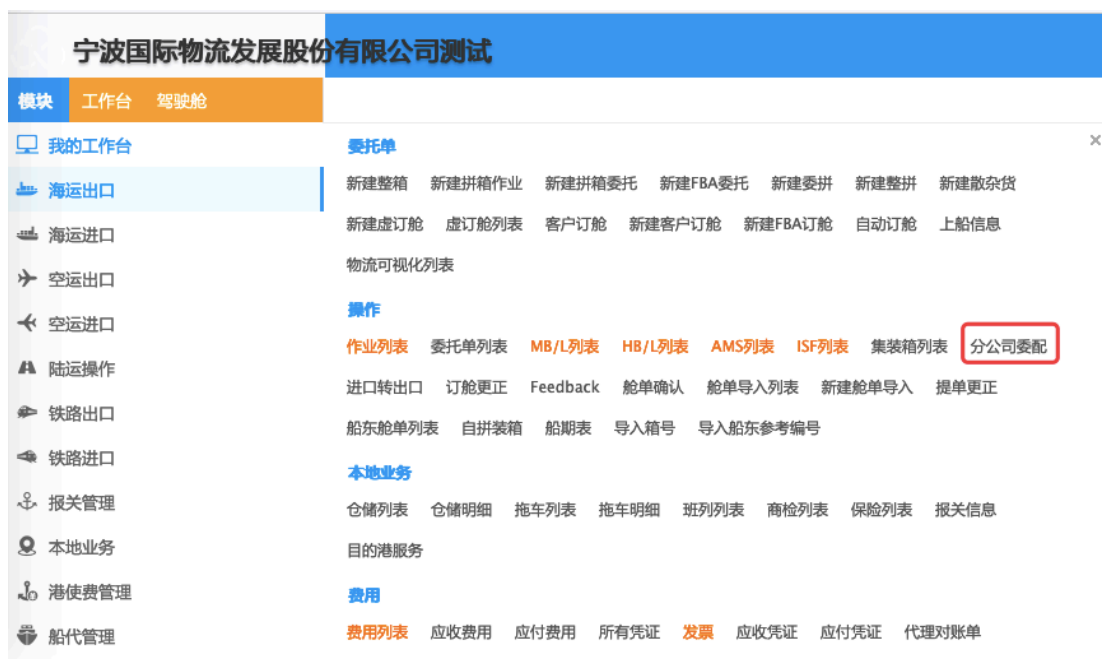 宁波国际物流发展股份有限公司测试
模块 工作台 驾驶舱
我的工作台
海运出口
海运进口
空运出口
空运进口
陆运操作
铁路出口
铁路进口
报关管理
本地业务
港使费管理
船代管理
委托单
新建整箱 新建拼箱作业 新建拼箱委托 新建FBA委托 新建委拼 新建整拼 新建散杂货
新建虚订舱 虚订舱列表 客户订舱 新建客户订舱 新建FBA订舱 自动订舱 上船信息
物流可视化列表
操作
作业列表 委托单列表 MB/L列表 HB/L列表 AMS列表 ISF列表 集装箱列表 分公司委配
进口转出口 订舱更正 Feedback 舱单确认 舱单导入列表 新建舱单导入 提单更正
船东舱单列表 自拼装箱 船期表 导入箱号 导入船东参考编号
本地业务
仓储列表 仓储明细 拖车列表 拖车明细 班列列表 商检列表 保险列表 报关信息
目的港服务
费用
费用列表 应收费用 应付费用 所有凭证 发票 应收凭证 应付凭证 代理对账单